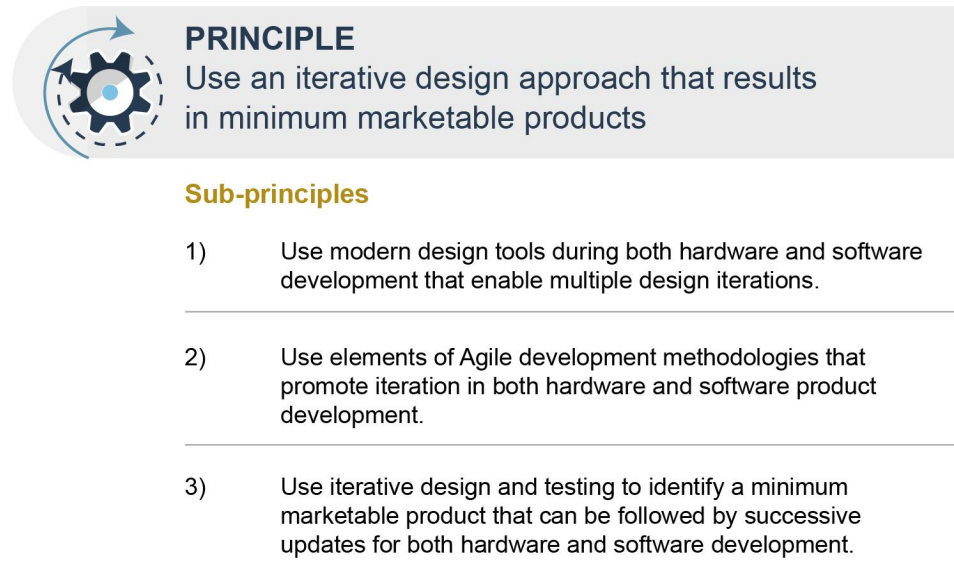 PRINCIPLE
Use an iterative design approach that results
in minimum marketable products
Sub-principles
1) Use modern design tools during both hardware and software
development that enable multiple design iterations.
2) Use elements of Agile development methodologies that
promote iteration in both hardware and software product
development.
3) Use iterative design and testing to identify a minimum
marketable product that can be followed by successive
updates for both hardware and software development.